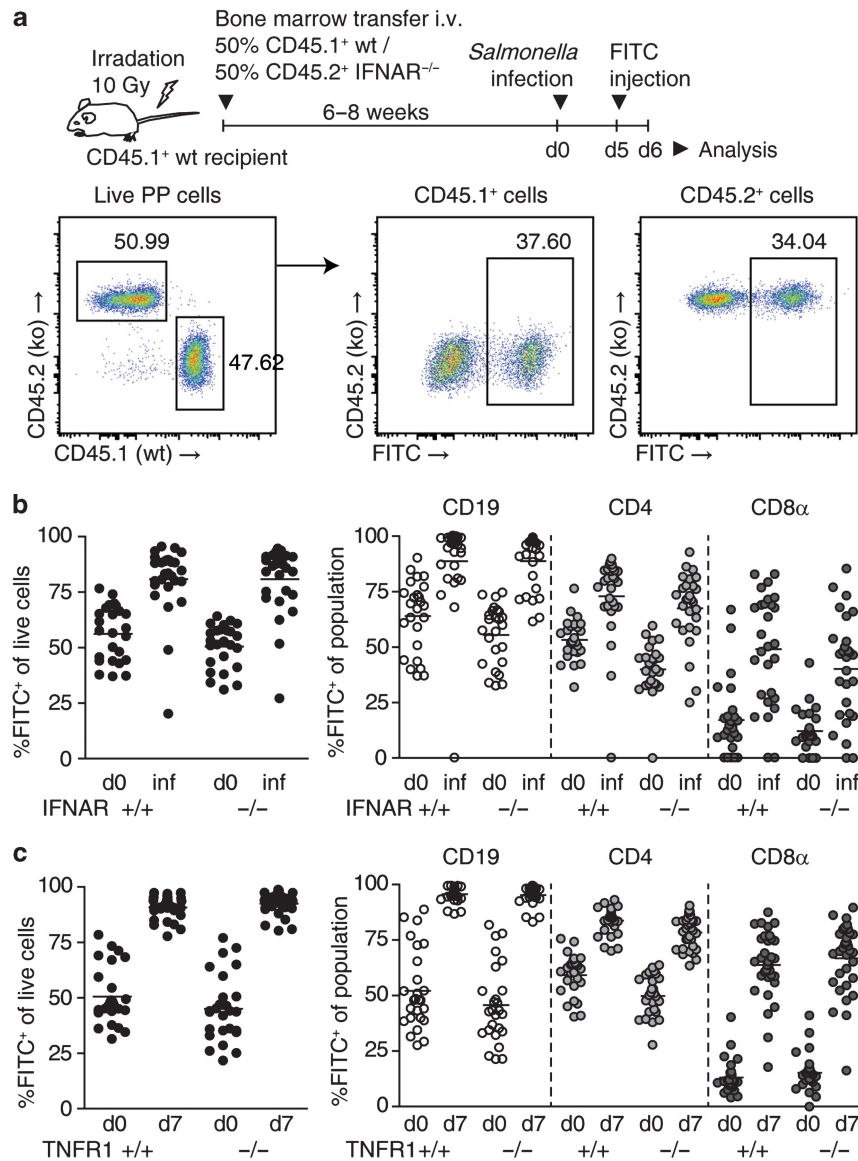 a
Bone marrow transfer i.v.
50% CD45.1⁺ wt /
50% CD45.2⁺ IFNAR⁻/⁻
Irradiation
10 Gy
Salmonella
infection
FITC
injection
6–8 weeks
CD45.1⁺ wt recipient
d0 d5 d6 ► Analysis
Live PP cells CD45.1⁺ cells CD45.2⁺ cells
50.99 37.60 34.04
47.62
CD45.2 (ko) → CD45.2 (ko) → CD45.2 (ko) →
CD45.1 (wt) → FITC → FITC →
b
CD19 CD4 CD8α
%FITC⁺ of live cells
100
75
50
25
0
d0 inf d0 inf
IFNAR +/+ −/−
%FITC⁺ of population
100
75
50
25
0
d0 inf d0 inf d0 inf d0 inf d0 inf d0 inf
IFNAR +/+ −/− +/+ −/− +/+ −/−
c
CD19 CD4 CD8α
%FITC⁺ of live cells
100
75
50
25
0
d0 d7 d0 d7
TNFR1 +/+ −/−
%FITC⁺ of population
100
75
50
25
0
d0 d7 d0 d7 d0 d7 d0 d7 d0 d7 d0 d7
TNFR1+/+ −/− +/+ −/− +/+ −/−